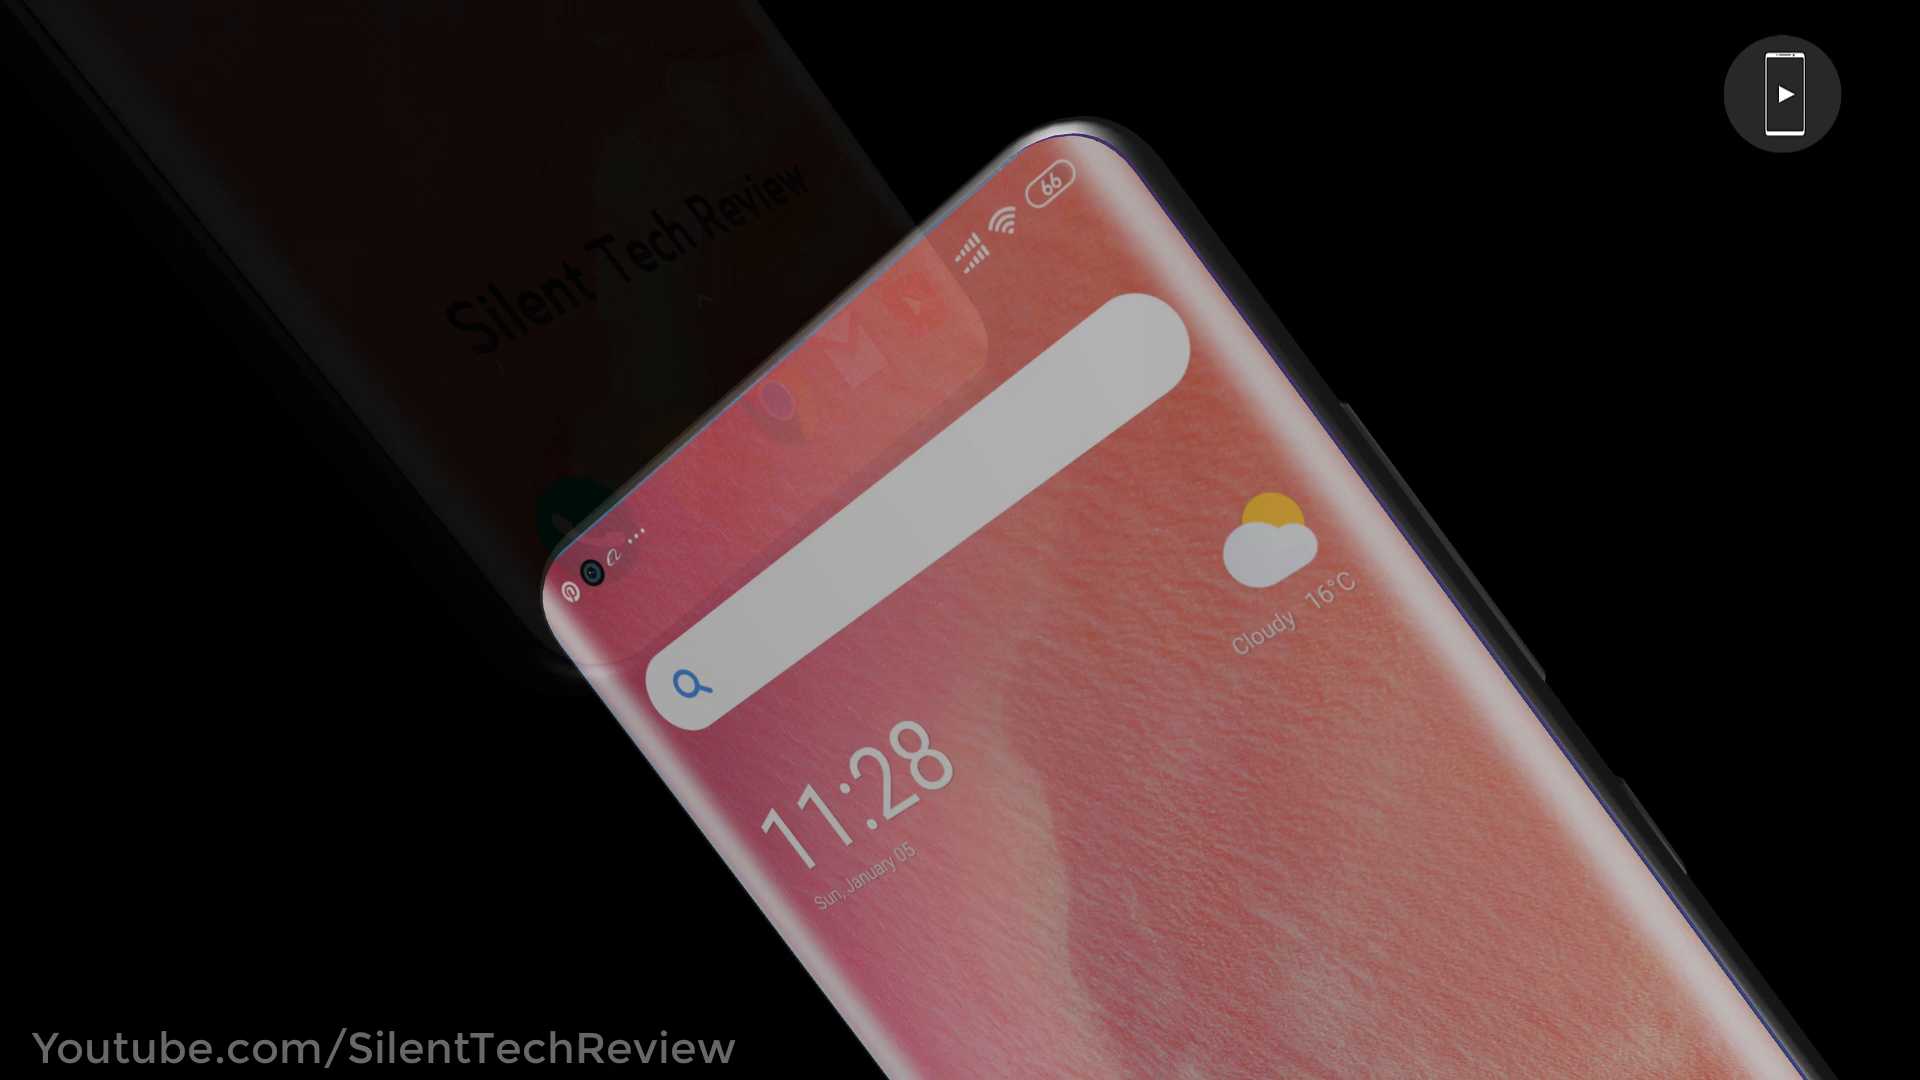 Silent Tech Review
66
11:28
Sun, January 05
Cloudy 16°C
Youtube.com/SilentTechReview